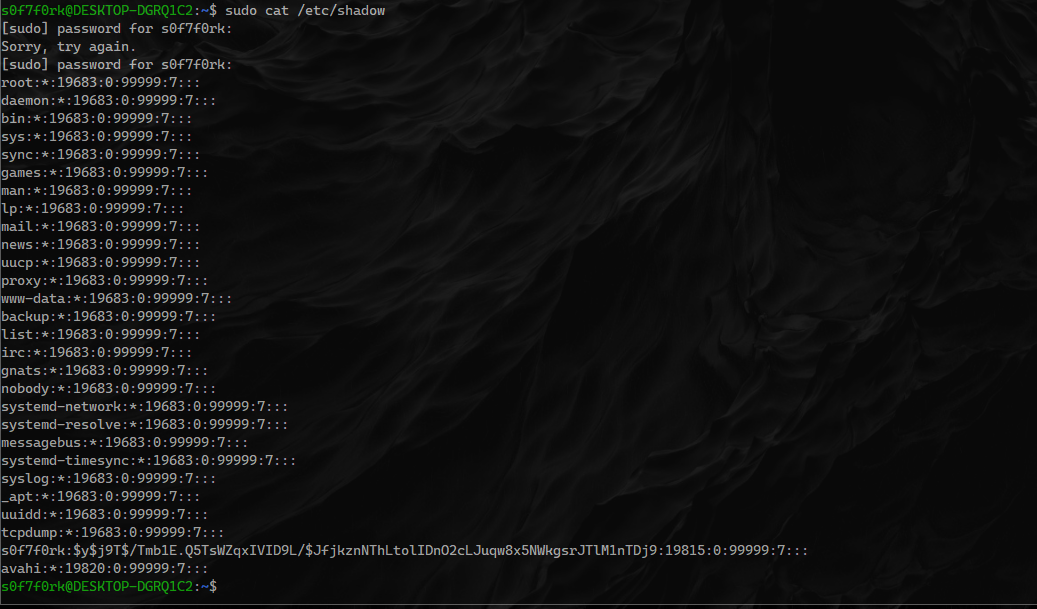 s0f7f0rk@DESKTOP-DGRQ1C2:~$ sudo cat /etc/shadow
[sudo] password for s0f7f0rk:
Sorry, try again.
[sudo] password for s0f7f0rk:
root:*:19683:0:99999:7:::
daemon:*:19683:0:99999:7:::
bin:*:19683:0:99999:7:::
sys:*:19683:0:99999:7:::
sync:*:19683:0:99999:7:::
games:*:19683:0:99999:7:::
man:*:19683:0:99999:7:::
lp:*:19683:0:99999:7:::
mail:*:19683:0:99999:7:::
news:*:19683:0:99999:7:::
uucp:*:19683:0:99999:7:::
proxy:*:19683:0:99999:7:::
www-data:*:19683:0:99999:7:::
backup:*:19683:0:99999:7:::
list:*:19683:0:99999:7:::
irc:*:19683:0:99999:7:::
gnats:*:19683:0:99999:7:::
nobody:*:19683:0:99999:7:::
systemd-network:*:19683:0:99999:7:::
systemd-resolve:*:19683:0:99999:7:::
messagebus:*:19683:0:99999:7:::
systemd-timesync:*:19683:0:99999:7:::
syslog:*:19683:0:99999:7:::
_apt:*:19683:0:99999:7:::
uuidd:*:19683:0:99999:7:::
tcpdump:*:19683:0:99999:7:::
s0f7f0rk:$y$j9T$/Tmb1E.Q5TsWZqxIVID9L/$JfjkznNThLtolIDnO2cLJuqw8x5NWkgsrJTlM1nTDj9:19815:0:99999:7:::
avahi:*:19820:0:99999:7:::
s0f7f0rk@DESKTOP-DGRQ1C2:~$